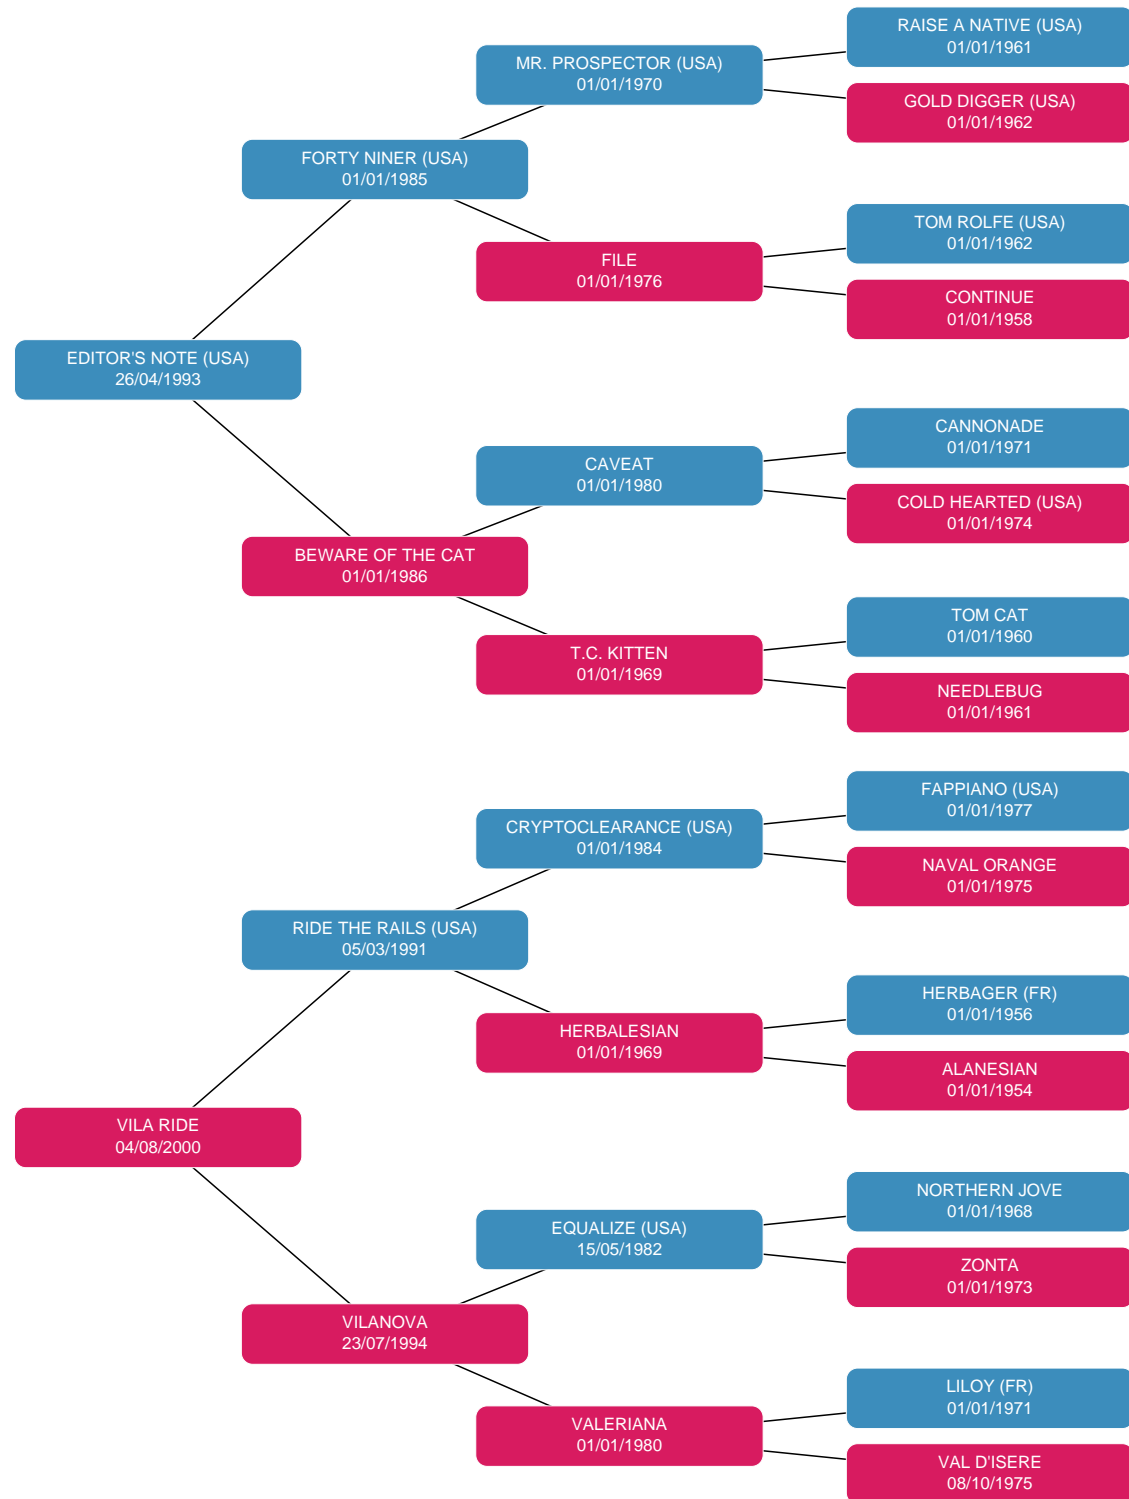 RAISE A NATIVE (USA)
01/01/1961
MR. PROSPECTOR (USA)
01/01/1970
GOLD DIGGER (USA)
01/01/1962
FORTY NINER (USA)
01/01/1985
TOM ROLFE (USA)
01/01/1962
FILE
01/01/1976
CONTINUE
01/01/1958
EDITOR'S NOTE (USA)
26/04/1993
CANNONADE
01/01/1971
CAVEAT
01/01/1980
COLD HEARTED (USA)
01/01/1974
BEWARE OF THE CAT
01/01/1986
TOM CAT
01/01/1960
T.C. KITTEN
01/01/1969
NEEDLEBUG
01/01/1961
FAPPIANO (USA)
01/01/1977
CRYPTOCLEARANCE (USA)
01/01/1984
NAVAL ORANGE
01/01/1975
RIDE THE RAILS (USA)
05/03/1991
HERBAGER (FR)
01/01/1956
HERBALESIAN
01/01/1969
ALANESIAN
01/01/1954
VILA RIDE
04/08/2000
NORTHERN JOVE
01/01/1968
EQUALIZE (USA)
15/05/1982
ZONTA
01/01/1973
VILANOVA
23/07/1994
LILOY (FR)
01/01/1971
VALERIANA
01/01/1980
VAL D'ISERE
08/10/1975